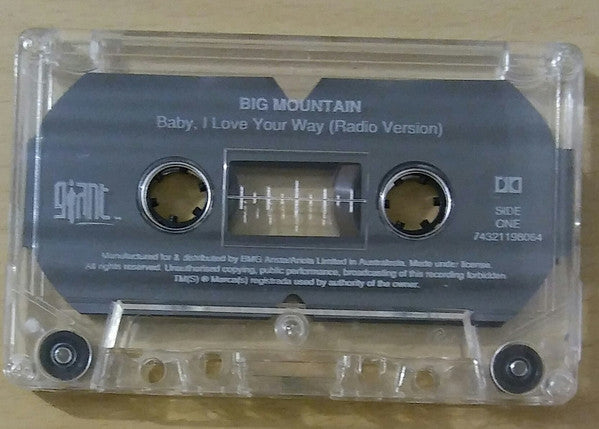 BIG MOUNTAIN
Baby, I Love Your Way (Radio Version)
giant
SIDE
ONE
74321198064
Manufactured for & distributed by BMG Arista/Ariola Limited in Australasia. Made under license.
All rights reserved. Unauthorised copying, public performance, broadcasting of this recording forbidden.
TM(S) ® Marca(s) registrada used by authority of the owner.